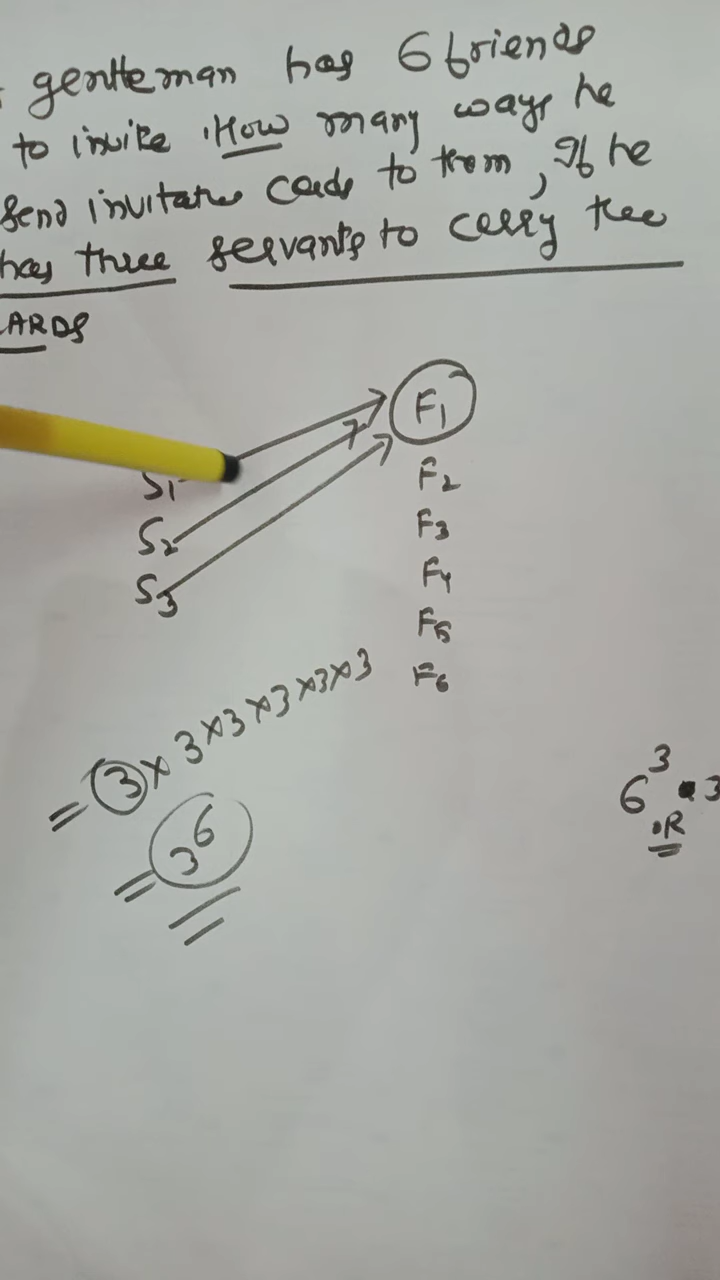 gentleman has 6 friends
to invite. How many ways he
send invitation cards to them, If he
has three servants to carry the
CARDS
F1
S1
F2
S2
F3
S3
F4
F5
F6
= 3 × 3 × 3 × 3 × 3 × 3
= 3^6
6^3 3
OR